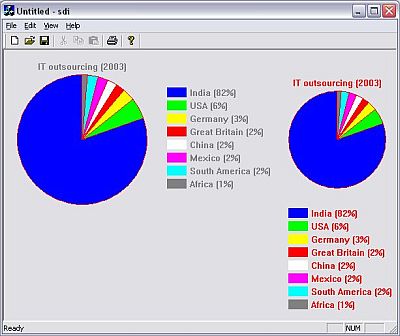 Untitled - sdi
File Edit View Help
IT outsourcing (2003)
India (82%)
USA (6%)
Germany (3%)
Great Britain (2%)
China (2%)
Mexico (2%)
South America (2%)
Africa (1%)
IT outsourcing (2003)
India (82%)
USA (6%)
Germany (3%)
Great Britain (2%)
China (2%)
Mexico (2%)
South America (2%)
Africa (1%)
Ready
NUM